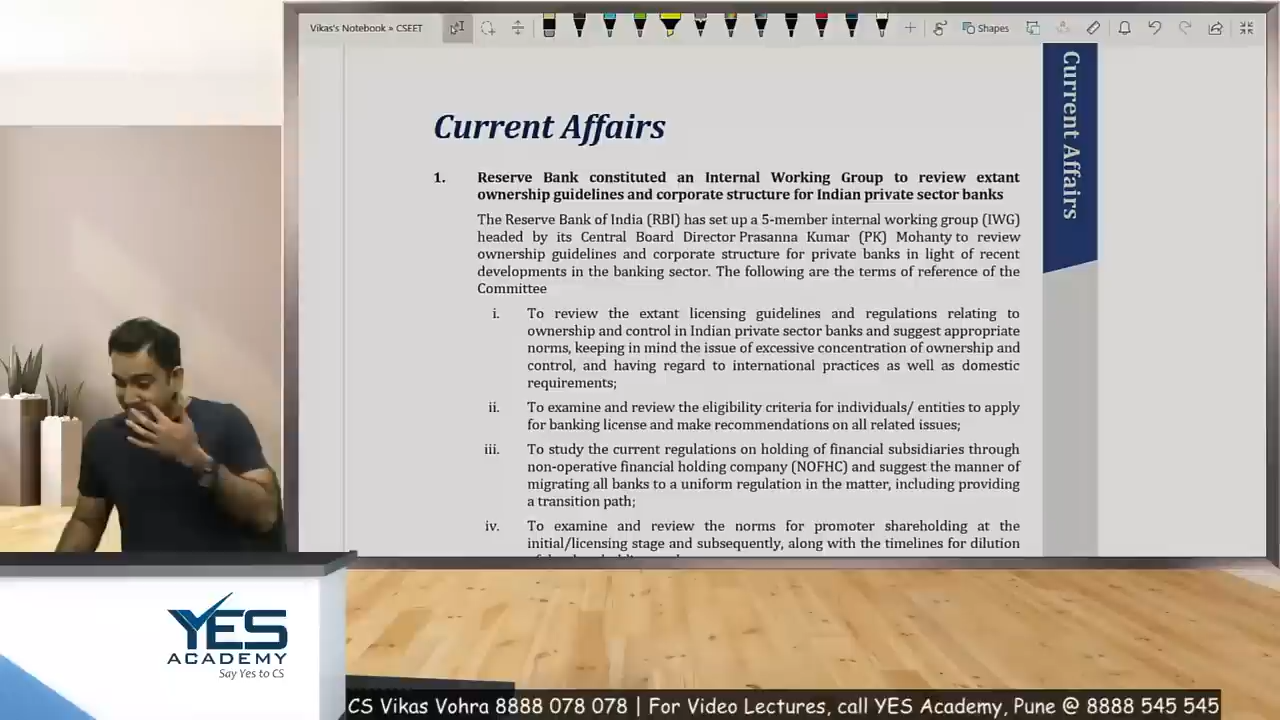 Vikas's Notebook » CSEET
Shapes
Current Affairs
Current Affairs
1. Reserve Bank constituted an Internal Working Group to review extant
ownership guidelines and corporate structure for Indian private sector banks
The Reserve Bank of India (RBI) has set up a 5-member internal working group (IWG)
headed by its Central Board Director Prasanna Kumar (PK) Mohanty to review
ownership guidelines and corporate structure for private banks in light of recent
developments in the banking sector. The following are the terms of reference of the
Committee
i. To review the extant licensing guidelines and regulations relating to
ownership and control in Indian private sector banks and suggest appropriate
norms, keeping in mind the issue of excessive concentration of ownership and
control, and having regard to international practices as well as domestic
requirements;
ii. To examine and review the eligibility criteria for individuals/ entities to apply
for banking license and make recommendations on all related issues;
iii. To study the current regulations on holding of financial subsidiaries through
non-operative financial holding company (NOFHC) and suggest the manner of
migrating all banks to a uniform regulation in the matter, including providing
a transition path;
iv. To examine and review the norms for promoter shareholding at the
initial/licensing stage and subsequently, along with the timelines for dilution
YES
ACADEMY
Say Yes to CS
CS Vikas Vohra 8888 078 078 | For Video Lectures, call YES Academy, Pune @ 8888 545 545